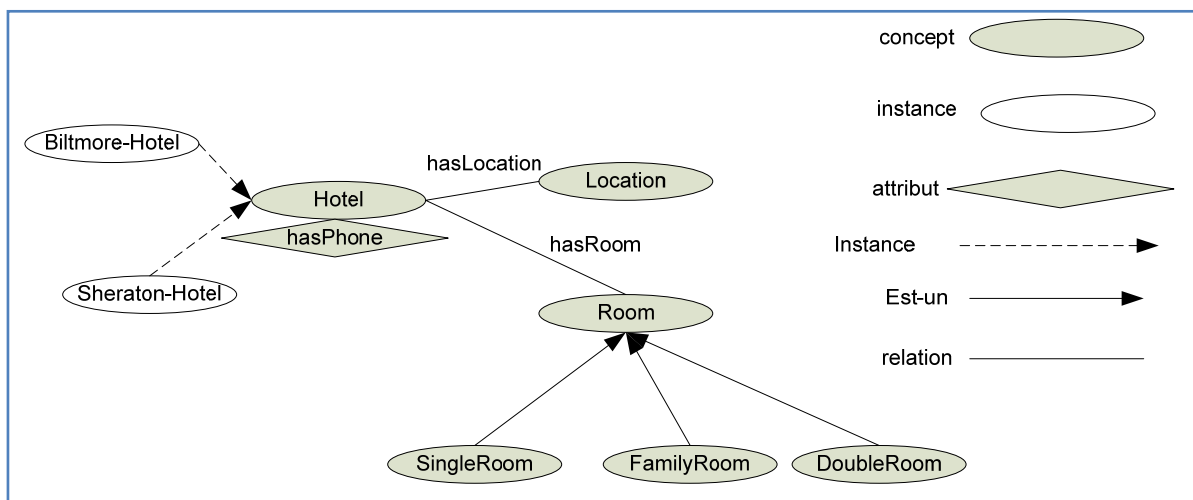 Biltmore-Hotel
Sheraton-Hotel
Hotel
hasPhone
hasLocation
Location
hasRoom
Room
SingleRoom
FamilyRoom
DoubleRoom
concept
instance
attribut
Instance
Est-un
relation